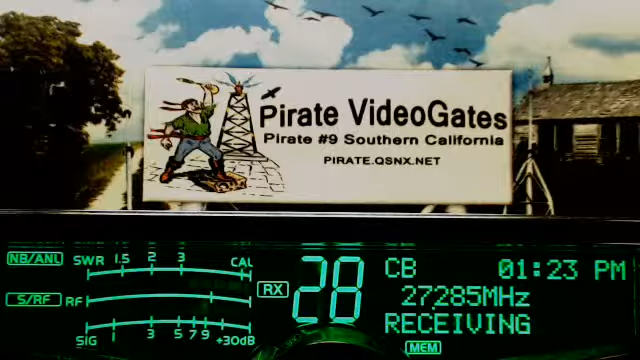 Pirate VideoGates
Pirate #9 Southern California
PIRATE.QSNX.NET
NB/ANL SWR 1.5 2 3 CAL
S/RF RF
SIG 1 3 5 7 9 +30dB
RX 28
CB 01:23 PM
27285MHz
RECEIVING
MEM